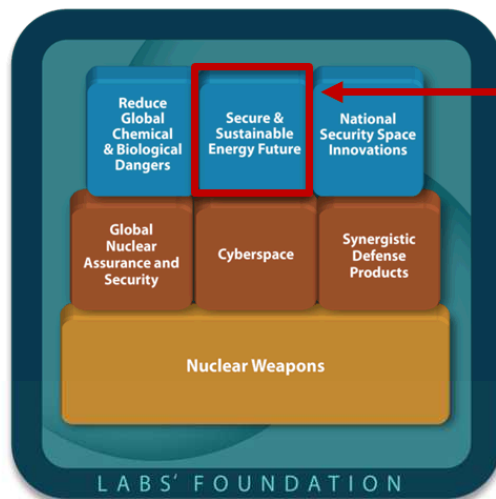 Reduce
Global
Chemical
& Biological
Dangers
Secure &
Sustainable
Energy Future
National
Security Space
Innovations
Global
Nuclear
Assurance and
Security
Cyberspace
Synergistic
Defense
Products
Nuclear Weapons
LABS' FOUNDATION